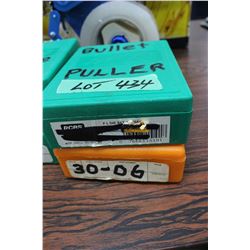 Bullet
PULLER
LOT 434
RCBS
30-06